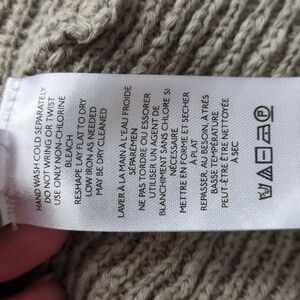 HAND WASH COLD SEPARATELY
DO NOT WRING OR TWIST
USE ONLY NON-CHLORINE
BLEACH
RESHAPE LAY FLAT TO DRY
LOW IRON AS NEEDED
MAY BE DRY CLEANED
LAVER À LA MAIN À L'EAU FROIDE
SÉPARÉMEN
NE PAS TORDRE OU ESSORER
UTILISER UN AGENT DE
BLANCHIMENT SANS CHLORE SI
NÉCESSAIRE
METTRE EN FORME ET SÉCHER
À PLAT
REPASSER, AU BESOIN, À TRÈS
BASSE TEMPÉRATURE
PEUT-ÊTRE ÊTRE NETTOYÉE
À SEC